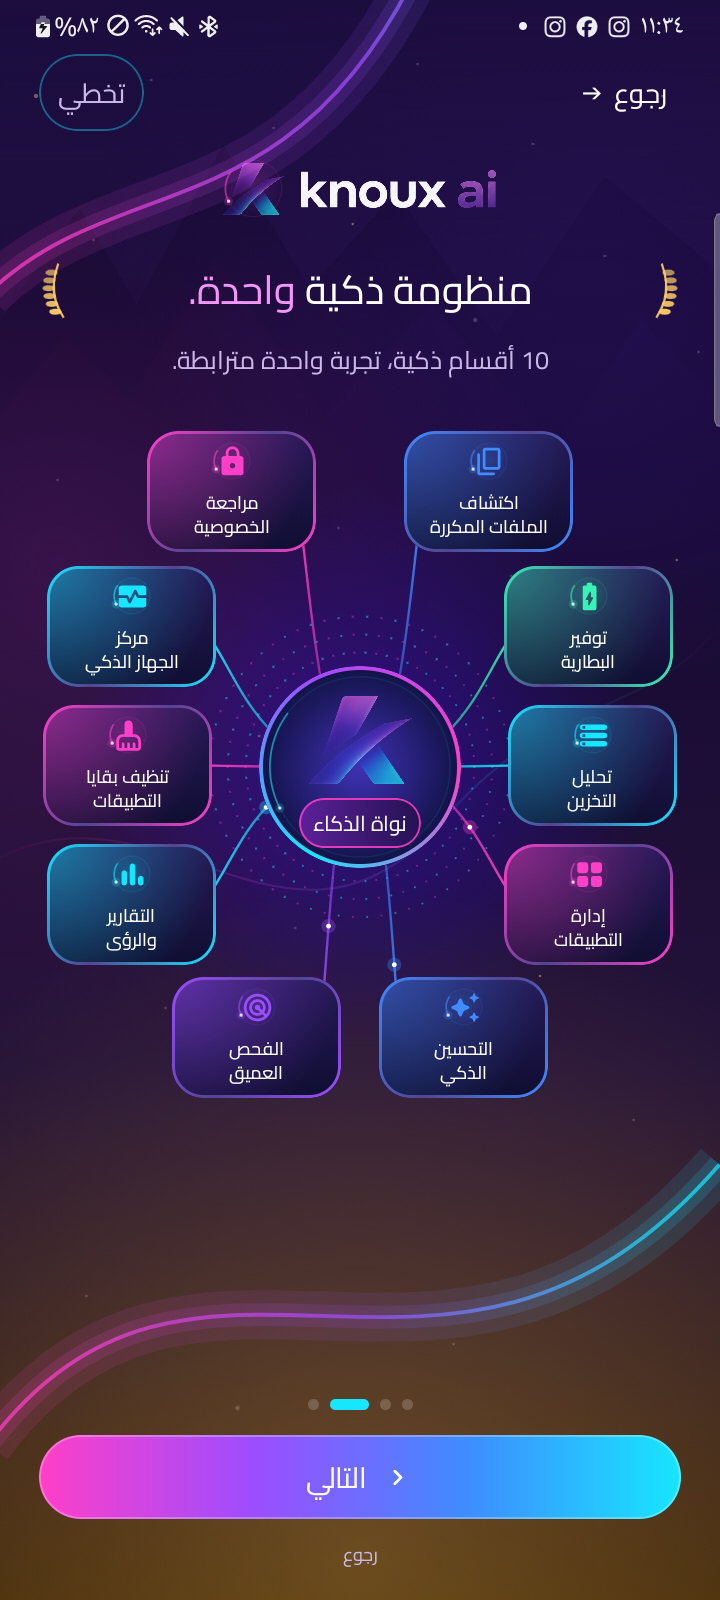 ١١:٣٤
%٨٢
رجوع
تخطي
knoux ai
منظومة ذكية واحدة.
10 أقسام ذكية، تجربة واحدة مترابطة.
اكتشاف
الملفات المكررة
مراجعة
الخصوصية
توفير
البطارية
مركز
الجهاز الذكي
تحليل
التخزين
تنظيف بقايا
التطبيقات
نواة الذكاء
إدارة
التطبيقات
التقارير
والرؤى
التحسين
الذكي
الفحص
العميق
التالي
رجوع